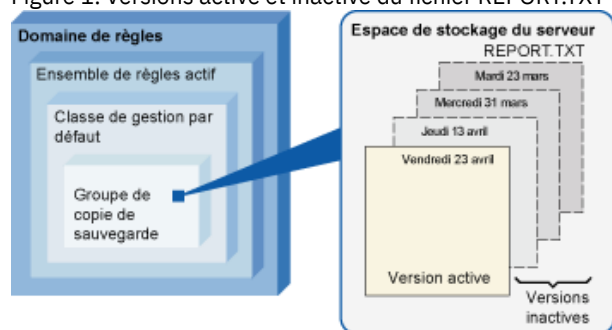 Figure 1. Versions active et inactive du fichier REPORT.TXT
Domaine de règles
Ensemble de règles actif
Classe de gestion par
défaut
Groupe de
copie de
sauvegarde
Espace de stockage du serveur
REPORT.TXT
Mardi 23 mars
Mercredi 31 mars
Jeudi 13 avril
Vendredi 23 avril
Version active
Versions
inactives